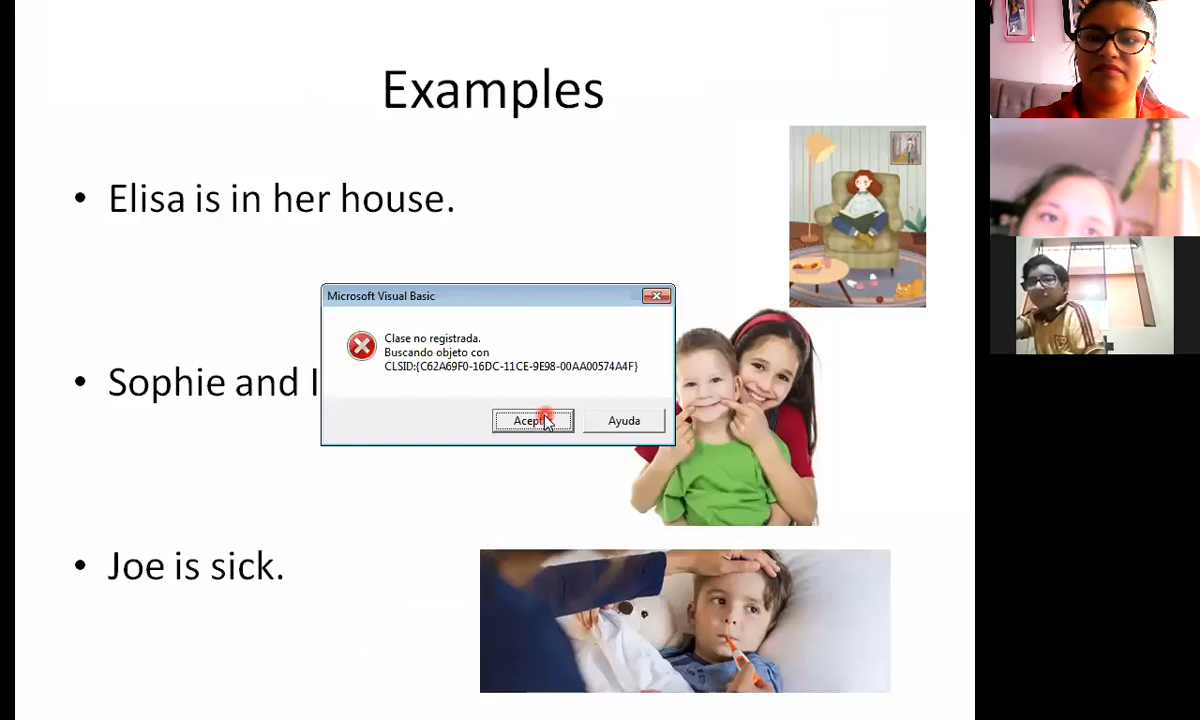 Examples
• Elisa is in her house.
Microsoft Visual Basic
Clase no registrada.
Buscando objeto con
CLSID:{C62A69F0-16DC-11CE-9E98-00AA00574A4F}
Ayuda
• Sophie and
• Joe is sick.